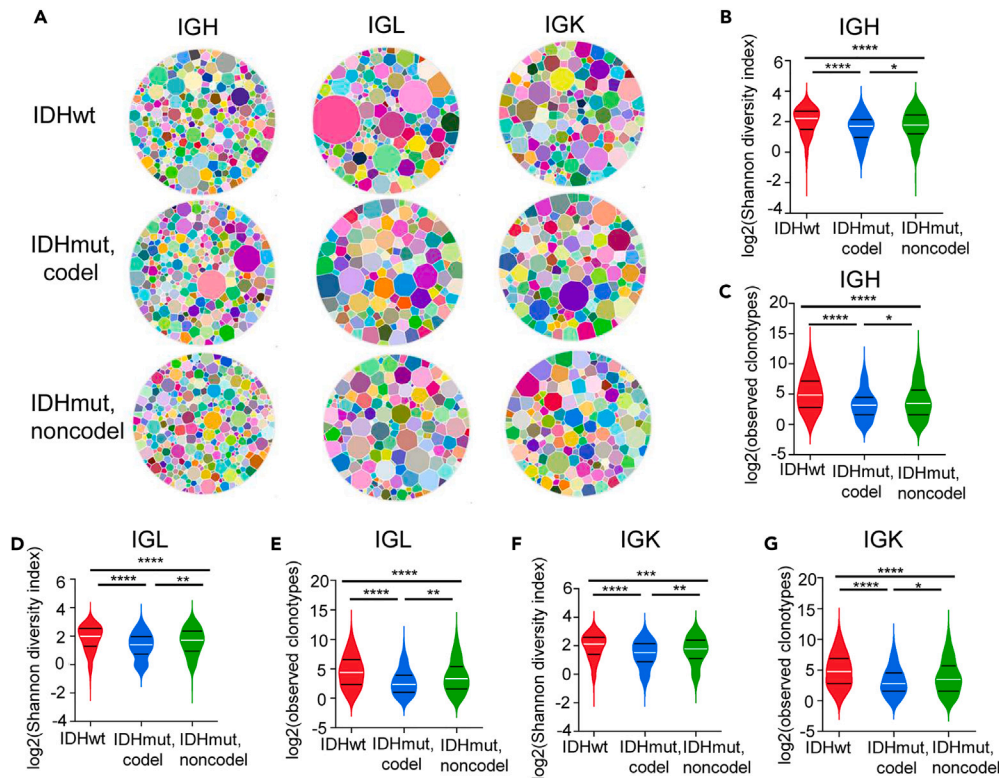 A
IGH
IGL
IGK
IDHwt
IDHmut,
codel
IDHmut,
noncodel
B
IGH
log2(Shannon diversity index)
6
4
2
0
-2
-4
****
****
*
IDHwt
IDHmut,
codel
IDHmut,
noncodel
C
IGH
log2(observed clonotypes)
20
15
10
5
0
-5
****
****
*
IDHwt
IDHmut,
codel
IDHmut,
noncodel
D
IGL
log2(Shannon diversity index)
6
4
2
0
-2
-4
****
****
**
IDHwt
IDHmut,
codel
IDHmut,
noncodel
E
IGL
log2(observed clonotypes)
20
15
10
5
0
-5
****
****
**
IDHwt
IDHmut,
codel
IDHmut,
noncodel
F
IGK
log2(Shannon diversity index)
6
4
2
0
-2
-4
***
****
**
IDHwt
IDHmut,
codel
IDHmut,
noncodel
G
IGK
log2(observed clonotypes)
20
15
10
5
0
-5
****
****
*
IDHwt
IDHmut,
codel
IDHmut,
noncodel